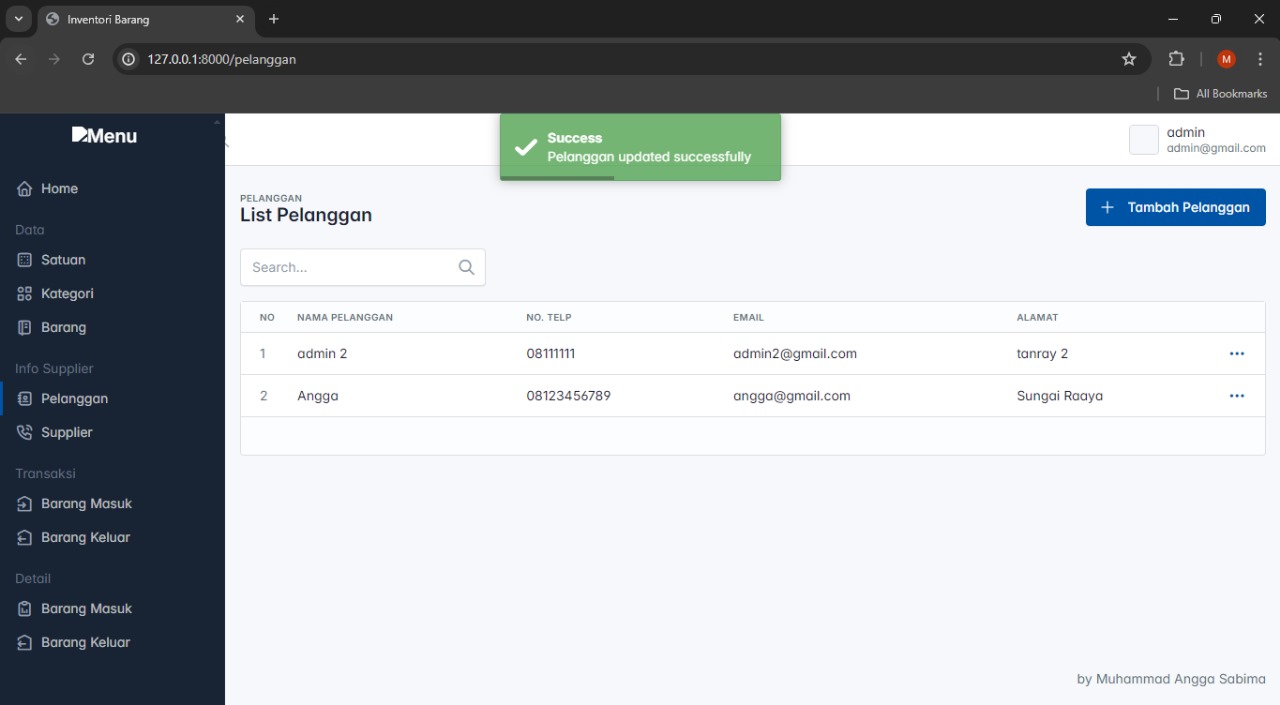 Inventori Barang
127.0.0.1:8000/pelanggan
M
All Bookmarks
Menu
Home
Data
Satuan
Kategori
Barang
Info Supplier
Pelanggan
Supplier
Transaksi
Barang Masuk
Barang Keluar
Detail
Barang Masuk
Barang Keluar
Success
Pelanggan updated successfully
admin
admin@gmail.com
PELANGGAN
List Pelanggan
+ Tambah Pelanggan
Search...
NO NAMA PELANGGAN NO. TELP EMAIL ALAMAT
1 admin 2 08111111 admin2@gmail.com tanray 2 ...
2 Angga 08123456789 angga@gmail.com Sungai Raaya ...
by Muhammad Angga Sabima